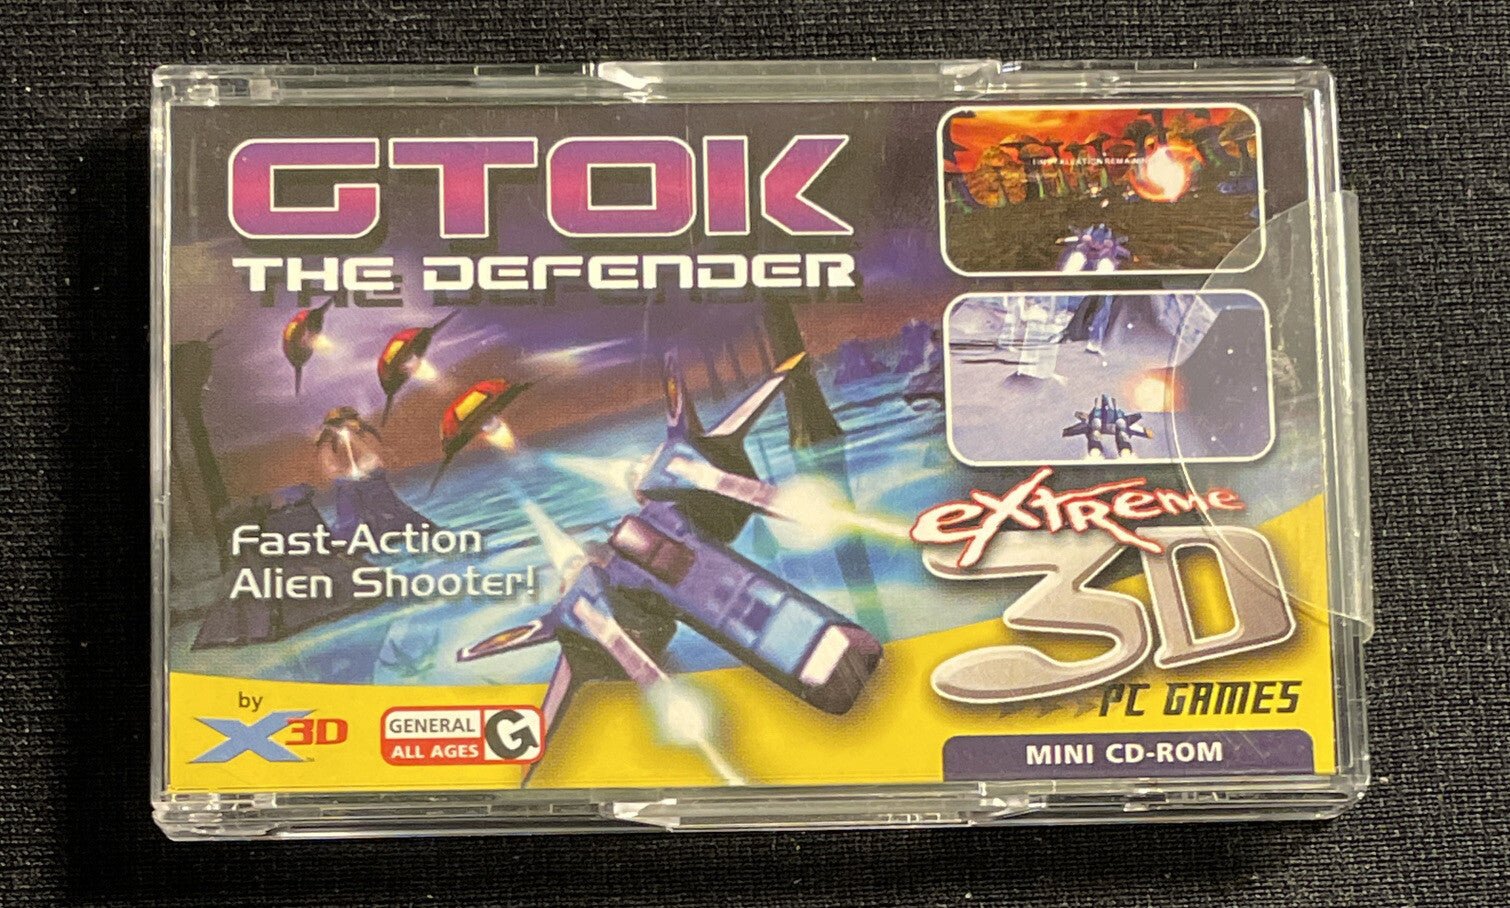 GTOK
THE DEFENDER
Fast-Action
Alien Shooter!
by
X3D
GENERAL
G
ALL AGES
eXtreme
3D
PC GAMES
MINI CD-ROM